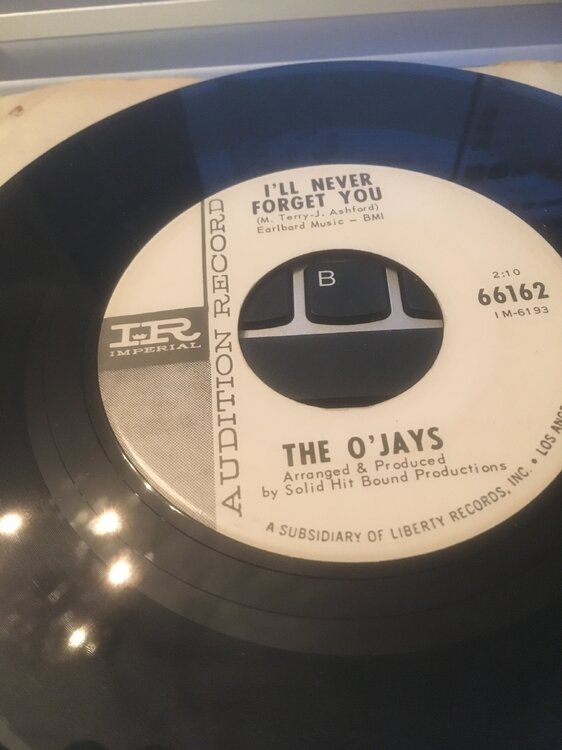 I'LL NEVER
FORGET YOU
(M. Terry-J. Ashford)
Earlbard Music – BMI
B
2:10
66162
IM-6193
IR
IMPERIAL
AUDITION RECORD
THE O'JAYS
Arranged & Produced
by Solid Hit Bound Productions
A SUBSIDIARY OF LIBERTY RECORDS, INC. • LOS